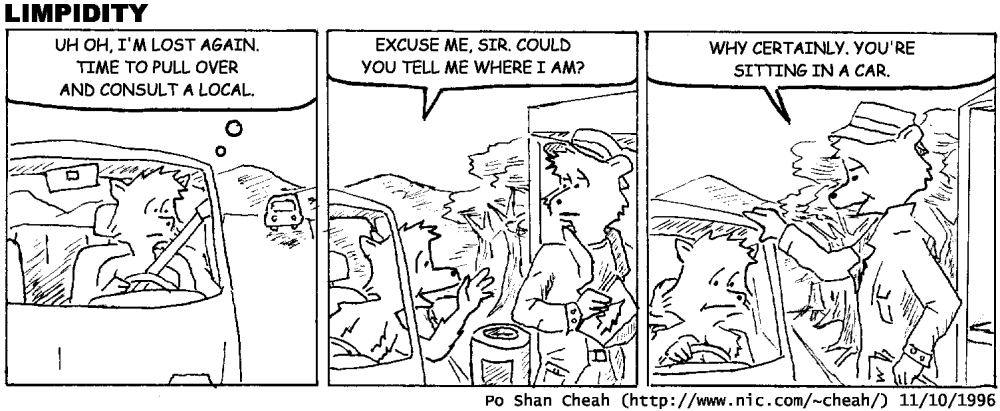 LIMPIDITY
UH OH, I'M LOST AGAIN.
TIME TO PULL OVER
AND CONSULT A LOCAL.
EXCUSE ME, SIR. COULD
YOU TELL ME WHERE I AM?
WHY CERTAINLY. YOU'RE
SITTING IN A CAR.
Po Shan Cheah (http://www.nic.com/~cheah/) 11/10/1996